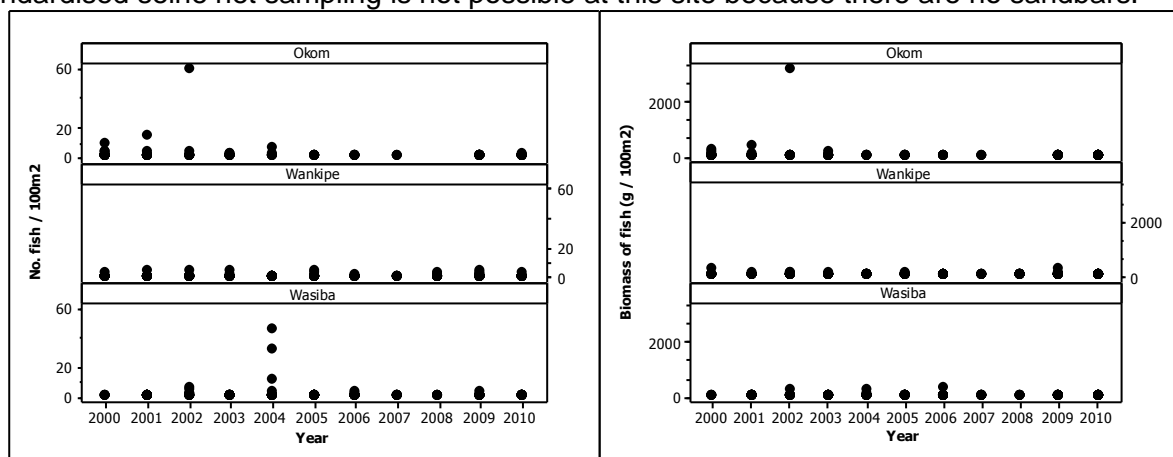 ndardised seine net sampling is not possible at this site because there are no sandbars.
Okom
60
20
0
Wankipe
60
20
0
Wasiba
60
20
0
No. fish / 100m2
2000 2001 2002 2003 2004 2005 2006 2007 2008 2009 2010
Year
Okom
2000
0
Wankipe
2000
0
Wasiba
2000
0
Biomass of fish (g / 100m2)
2000 2001 2002 2003 2004 2005 2006 2007 2008 2009 2010
Year